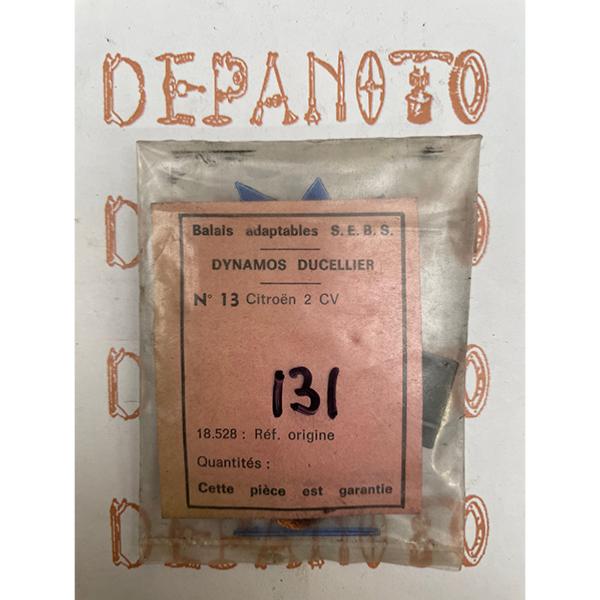 DEPANOTO
Balais adaptables S.E.B.S.
DYNAMOS DUCELLIER
N° 13 Citroën 2 CV
131
18.528 : Réf. origine
Quantités :
Cette pièce est garantie
DEPANOTO